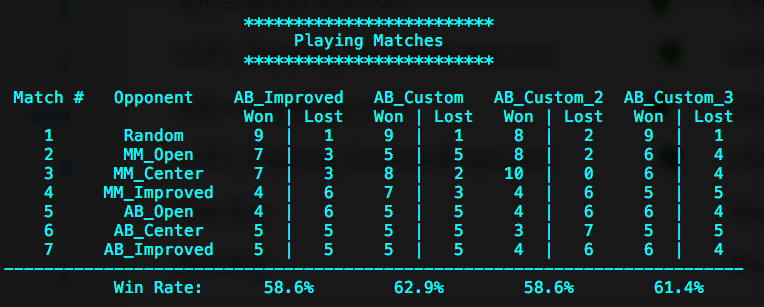 *************************
Playing Matches
*************************
Match # Opponent AB_Improved AB_Custom AB_Custom_2 AB_Custom_3
Won | Lost Won | Lost Won | Lost Won | Lost
1 Random 9 | 1 9 | 1 8 | 2 9 | 1
2 MM_Open 7 | 3 5 | 5 8 | 2 6 | 4
3 MM_Center 7 | 3 8 | 2 10 | 0 6 | 4
4 MM_Improved 4 | 6 7 | 3 4 | 6 5 | 5
5 AB_Open 4 | 6 5 | 5 4 | 6 6 | 4
6 AB_Center 5 | 5 5 | 5 3 | 7 5 | 5
7 AB_Improved 5 | 5 5 | 5 4 | 6 6 | 4
--------------------------------------------------------------------------
Win Rate: 58.6% 62.9% 58.6% 61.4%